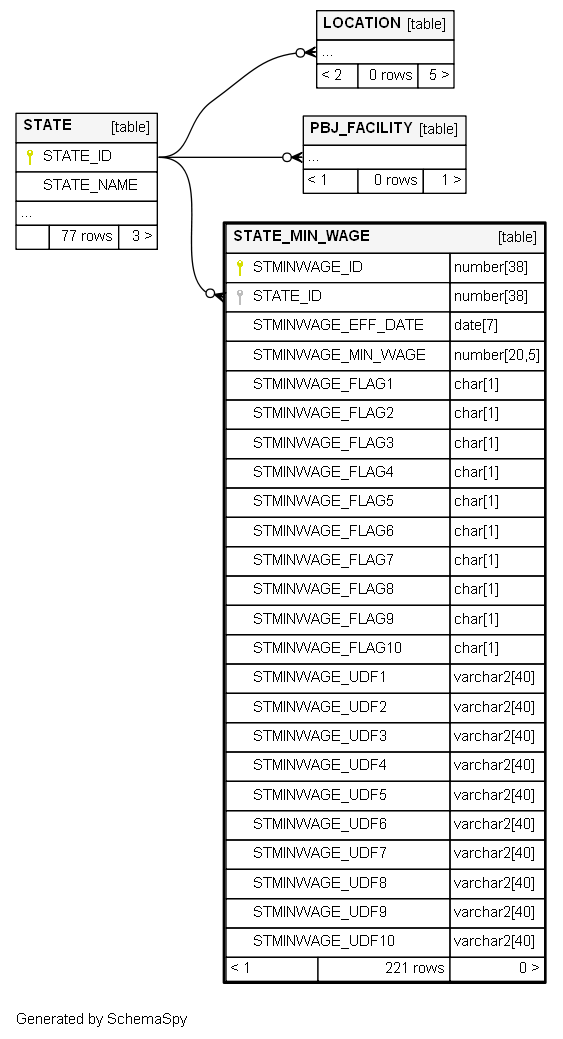 LOCATION [table]
...
< 2 0 rows 5 >
STATE [table]
STATE_ID
STATE_NAME
...
77 rows 3 >
PBJ_FACILITY [table]
...
< 1 0 rows 1 >
STATE_MIN_WAGE [table]
STMINWAGE_ID number[38]
STATE_ID number[38]
STMINWAGE_EFF_DATE date[7]
STMINWAGE_MIN_WAGE number[20,5]
STMINWAGE_FLAG1 char[1]
STMINWAGE_FLAG2 char[1]
STMINWAGE_FLAG3 char[1]
STMINWAGE_FLAG4 char[1]
STMINWAGE_FLAG5 char[1]
STMINWAGE_FLAG6 char[1]
STMINWAGE_FLAG7 char[1]
STMINWAGE_FLAG8 char[1]
STMINWAGE_FLAG9 char[1]
STMINWAGE_FLAG10 char[1]
STMINWAGE_UDF1 varchar2[40]
STMINWAGE_UDF2 varchar2[40]
STMINWAGE_UDF3 varchar2[40]
STMINWAGE_UDF4 varchar2[40]
STMINWAGE_UDF5 varchar2[40]
STMINWAGE_UDF6 varchar2[40]
STMINWAGE_UDF7 varchar2[40]
STMINWAGE_UDF8 varchar2[40]
STMINWAGE_UDF9 varchar2[40]
STMINWAGE_UDF10 varchar2[40]
< 1 221 rows 0 >
Generated by SchemaSpy